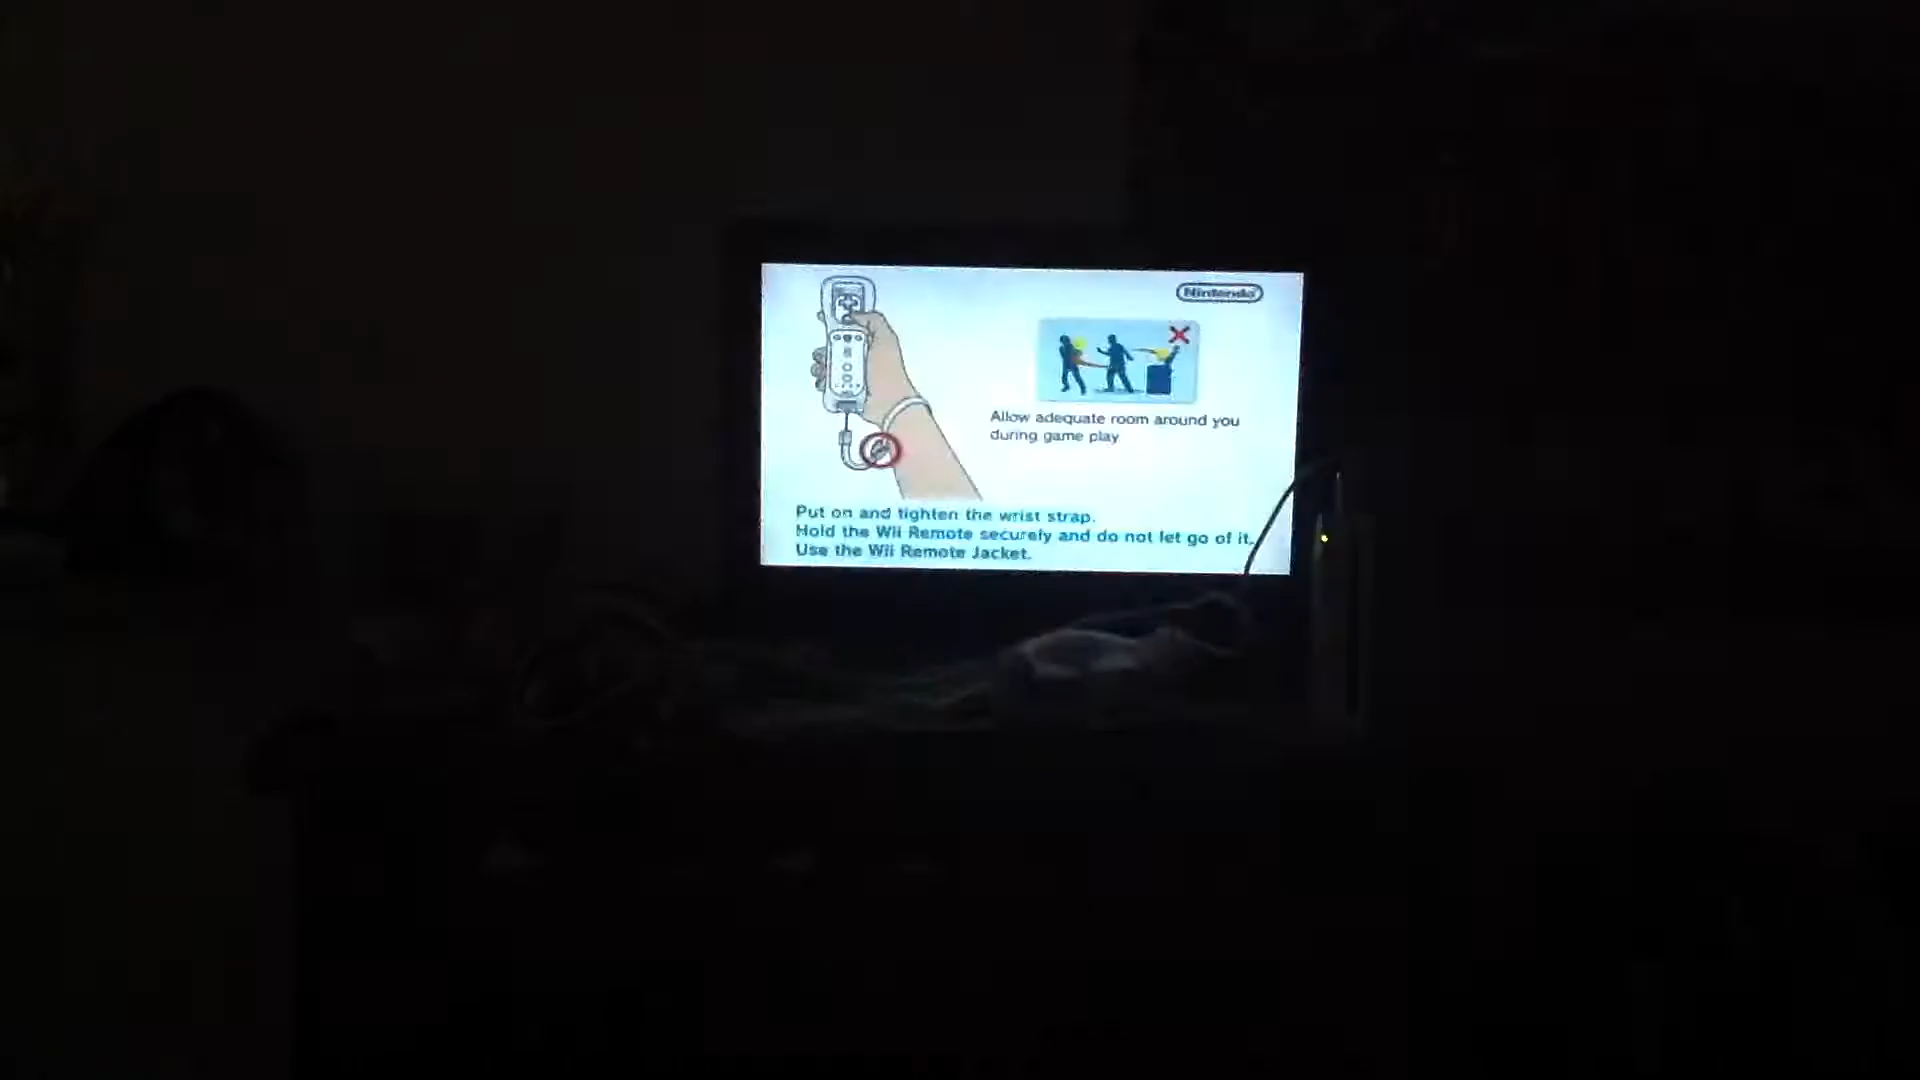 Nintendo
Allow adequate room around you
during game play
Put on and tighten the wrist strap.
Hold the Wii Remote securely and do not let go of it.
Use the Wii Remote Jacket.